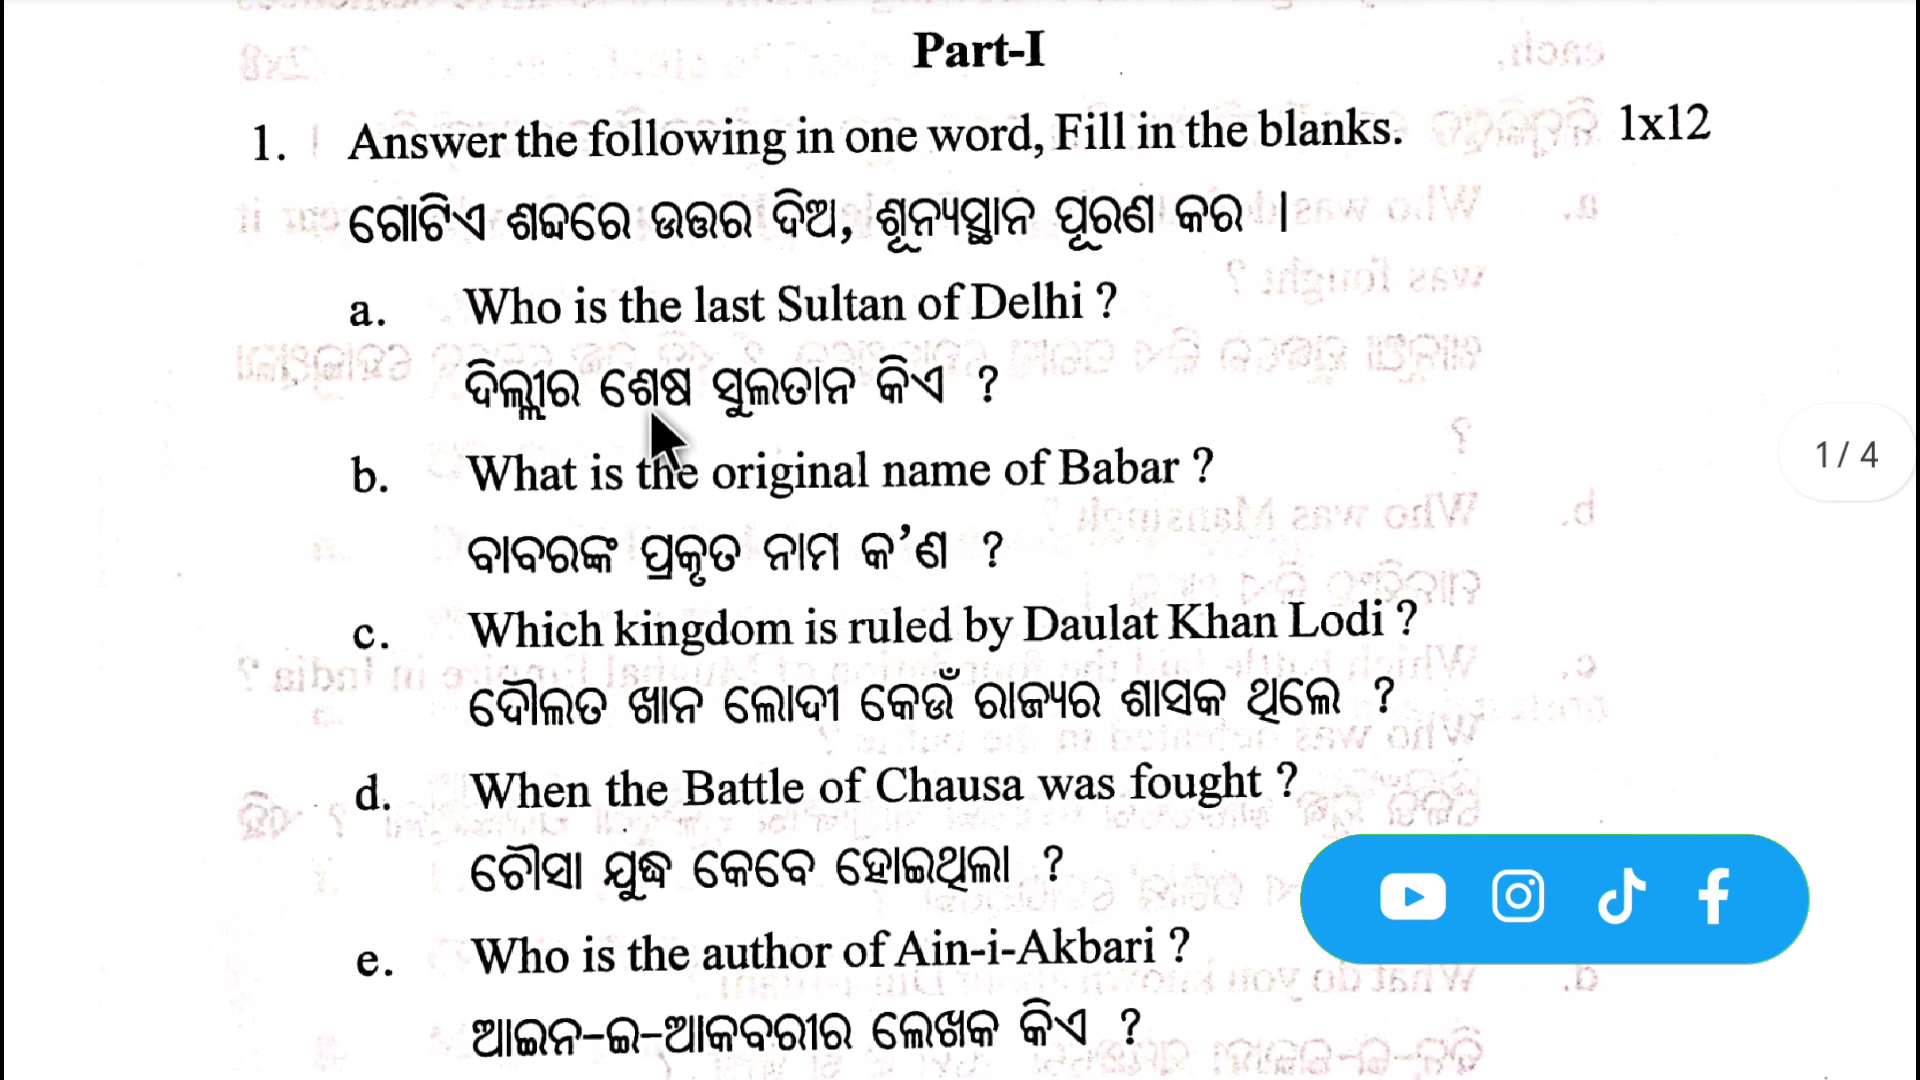 Part-I
1. Answer the following in one word, Fill in the blanks. 1x12
ଗୋଟିଏ ଶବ୍ଦରେ ଉତ୍ତର ଦିଅ, ଶୂନ୍ୟସ୍ଥାନ ପୂରଣ କର ।
a. Who is the last Sultan of Delhi ?
ଦିଲ୍ଲୀର ଶେଷ ସୁଲତାନ କିଏ ?
b. What is the original name of Babar ?
ବାବରଙ୍କ ପ୍ରକୃତ ନାମ କ'ଣ ?
1 / 4
c. Which kingdom is ruled by Daulat Khan Lodi ?
ଦୌଲତ ଖାନ ଲୋଦୀ କେଉଁ ରାଜ୍ୟର ଶାସକ ଥିଲେ ?
d. When the Battle of Chausa was fought ?
ଚୌସା ଯୁଦ୍ଧ କେବେ ହୋଇଥିଲା ?
e. Who is the author of Ain-i-Akbari ?
ଆଇନ-ଇ-ଆକବରୀର ଲେଖକ କିଏ ?